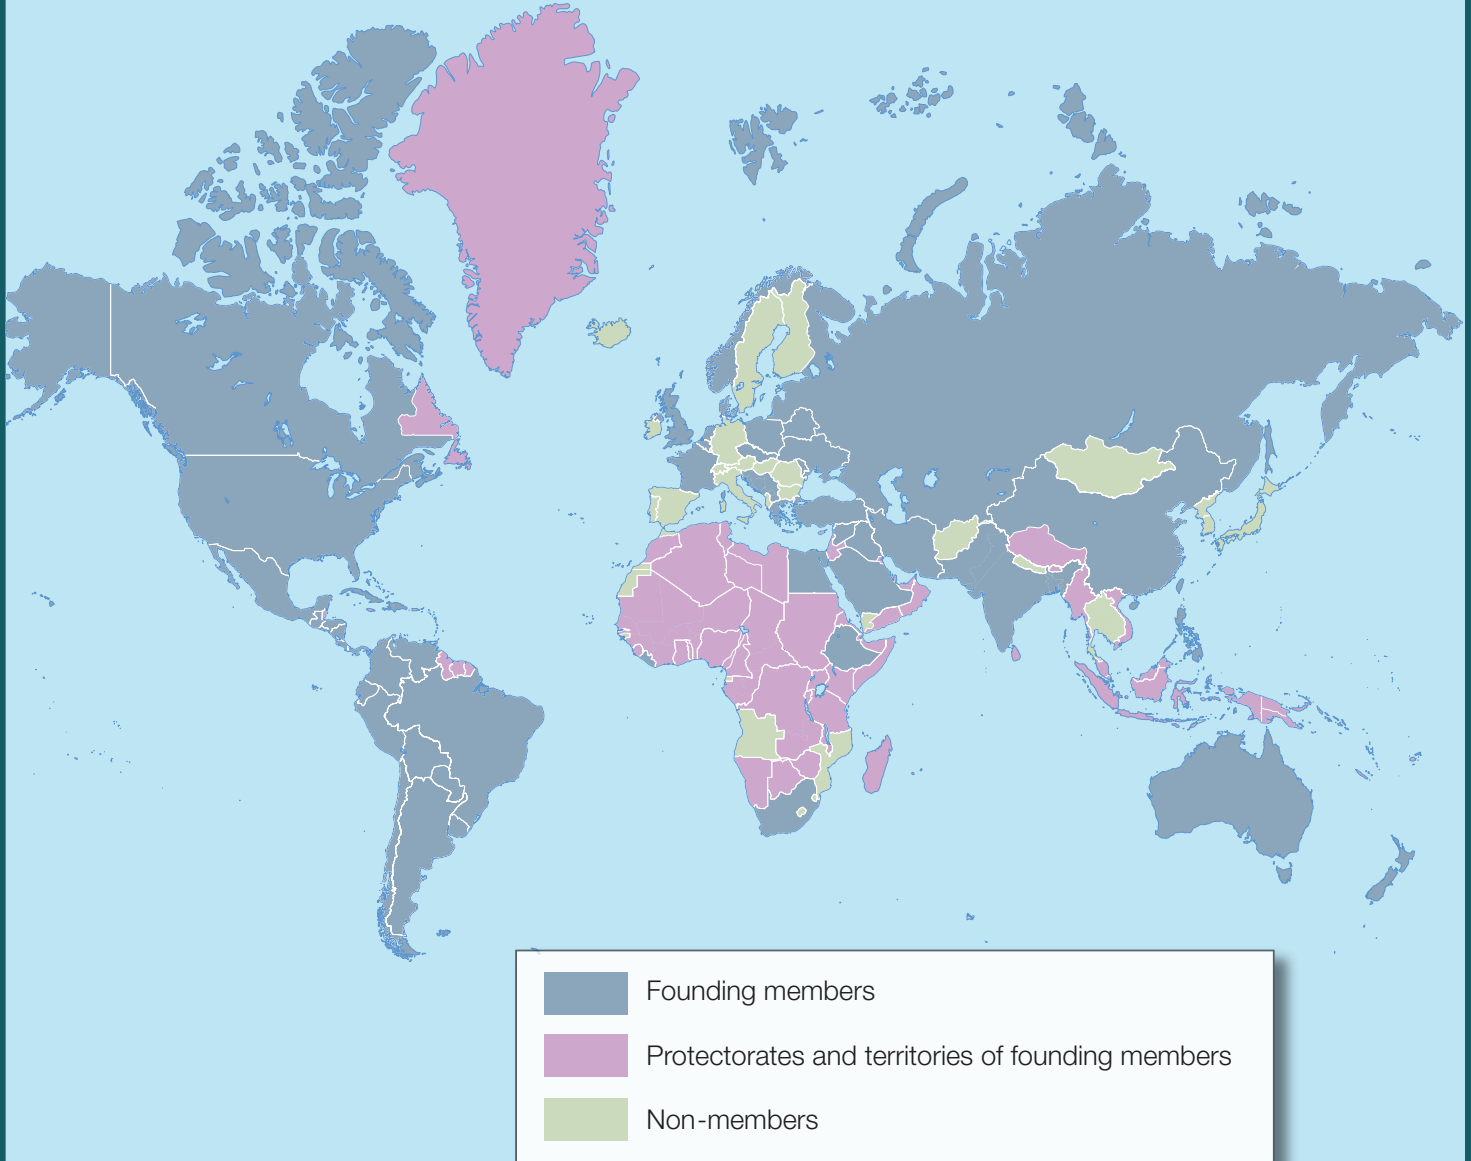 Founding members
Protectorates and territories of founding members
Non-members